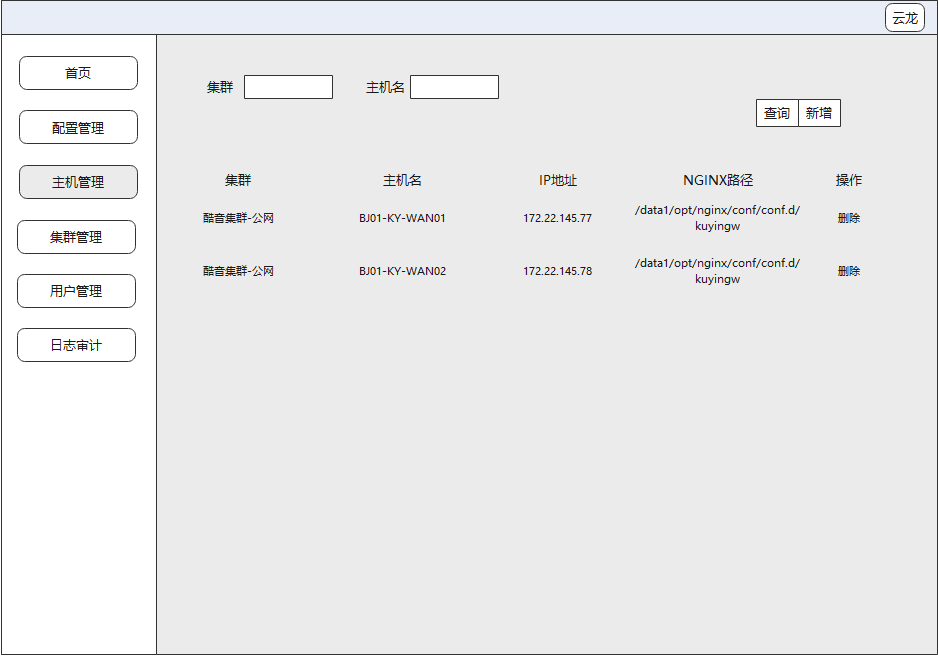 云龙
首页
配置管理
主机管理
集群管理
用户管理
日志审计
集群
主机名
查询 新增
集群 主机名 IP地址 NGINX路径 操作
酷音集群-公网 BJ01-KY-WAN01 172.22.145.77 /data1/opt/nginx/conf/conf.d/ 删除
kuyingw
酷音集群-公网 BJ01-KY-WAN02 172.22.145.78 /data1/opt/nginx/conf/conf.d/ 删除
kuyingw